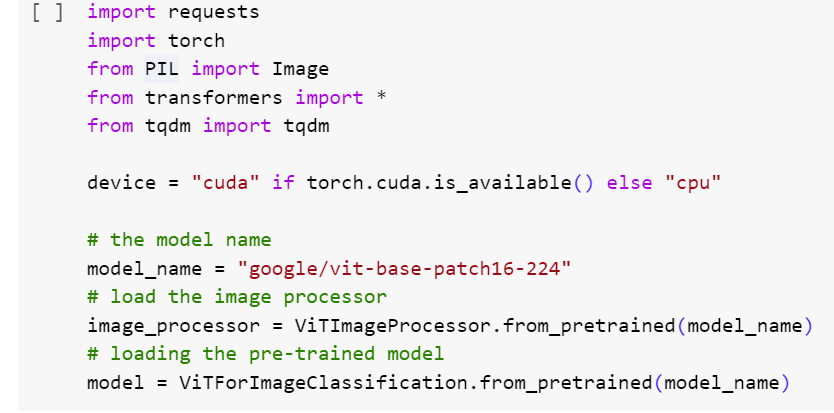 [ ] import requests
import torch
from PIL import Image
from transformers import *
from tqdm import tqdm
device = "cuda" if torch.cuda.is_available() else "cpu"
# the model name
model_name = "google/vit-base-patch16-224"
# load the image processor
image_processor = ViTImageProcessor.from_pretrained(model_name)
# loading the pre-trained model
model = ViTForImageClassification.from_pretrained(model_name)